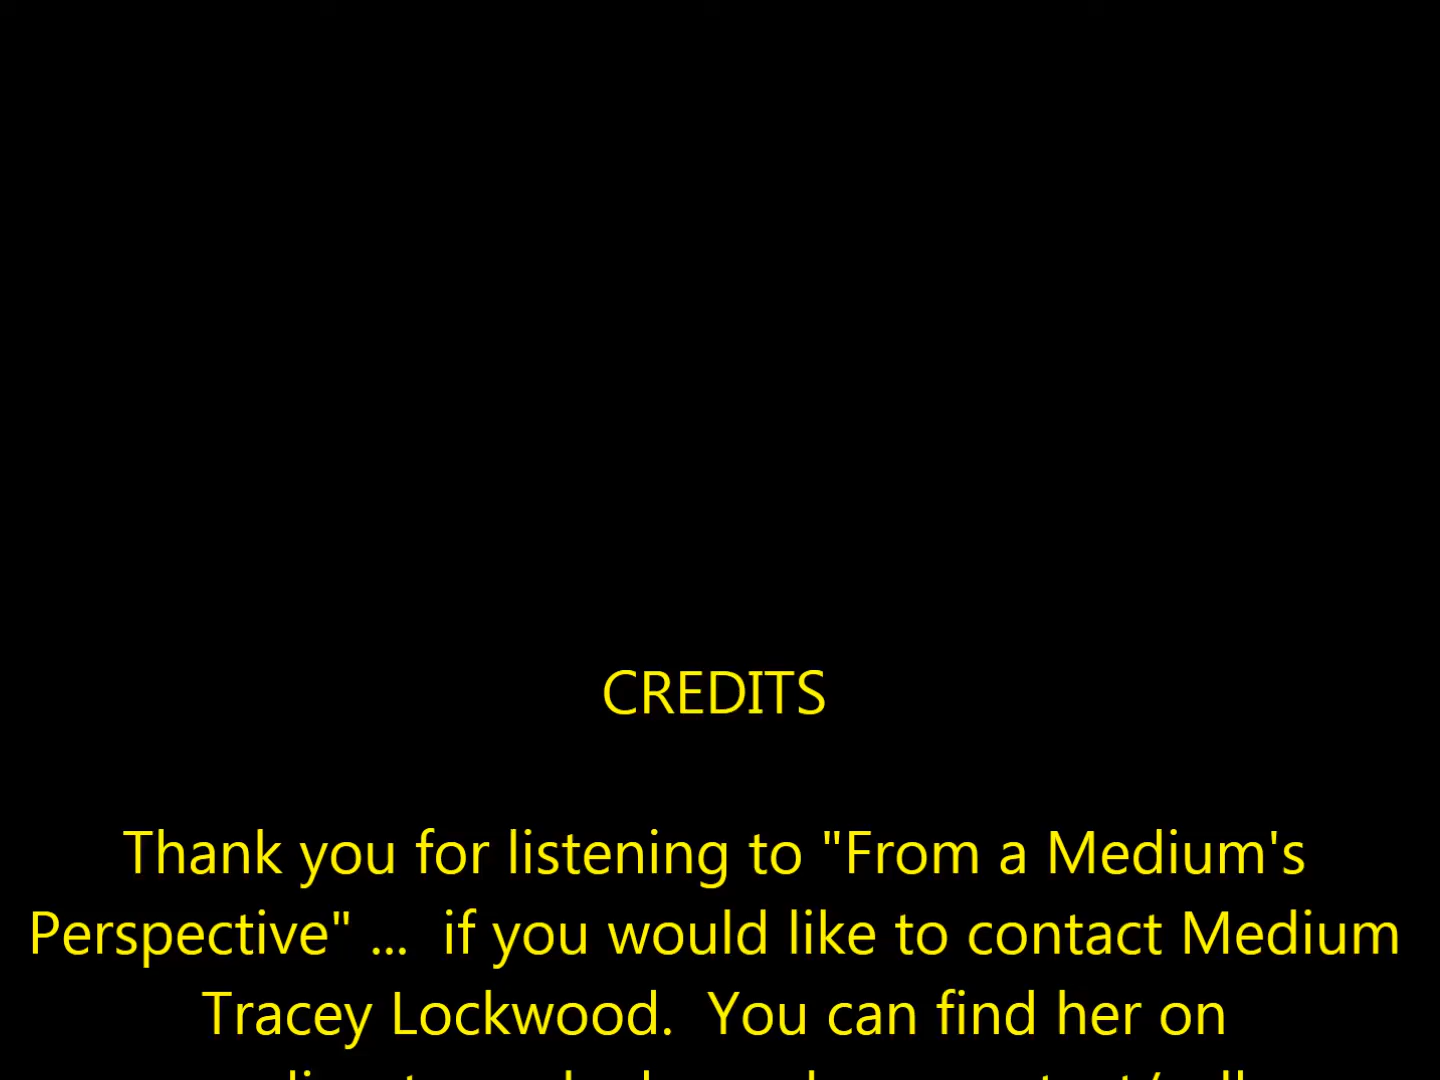 CREDITS
Thank you for listening to "From a Medium's
Perspective" ...  if you would like to contact Medium
Tracey Lockwood.  You can find her on